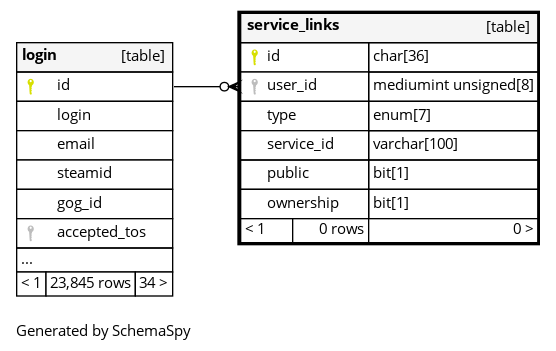 login [table]
id
login
email
steamid
gog_id
accepted_tos
...
< 1 23,845 rows 34 >
service_links [table]
id char[36]
user_id mediumint unsigned[8]
type enum[7]
service_id varchar[100]
public bit[1]
ownership bit[1]
< 1 0 rows 0 >
Generated by SchemaSpy